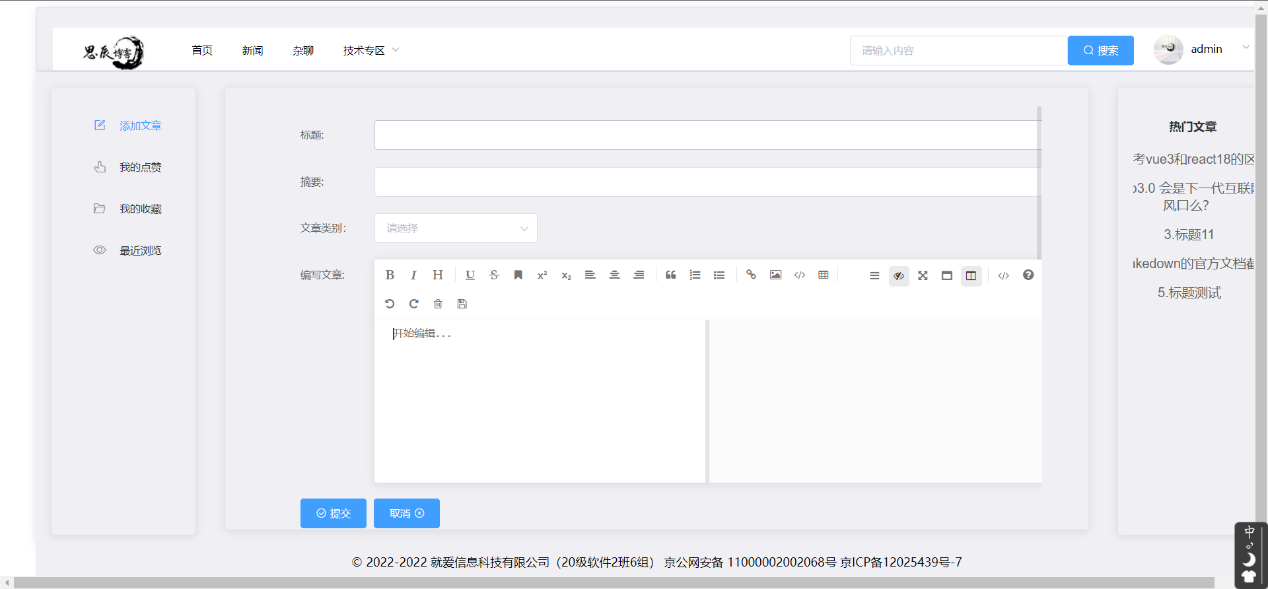 思辰博客
首页 新闻 杂聊 技术专区
请输入内容 搜索 admin
添加文章
我的点赞
我的收藏
最近浏览
标题:
摘要:
文章类别: 请选择
编写文章: B I H U S x² x₂
开始编辑...
提交 取消
热门文章
考vue3和react18的区
3.0 会是下一代互联网
风口么?
3.标题11
kedown的官方文档截
5.标题测试
© 2022-2022 就爱信息科技有限公司（20级软件2班6组） 京公网安备 11000002002068号 京ICP备12025439号-7
中